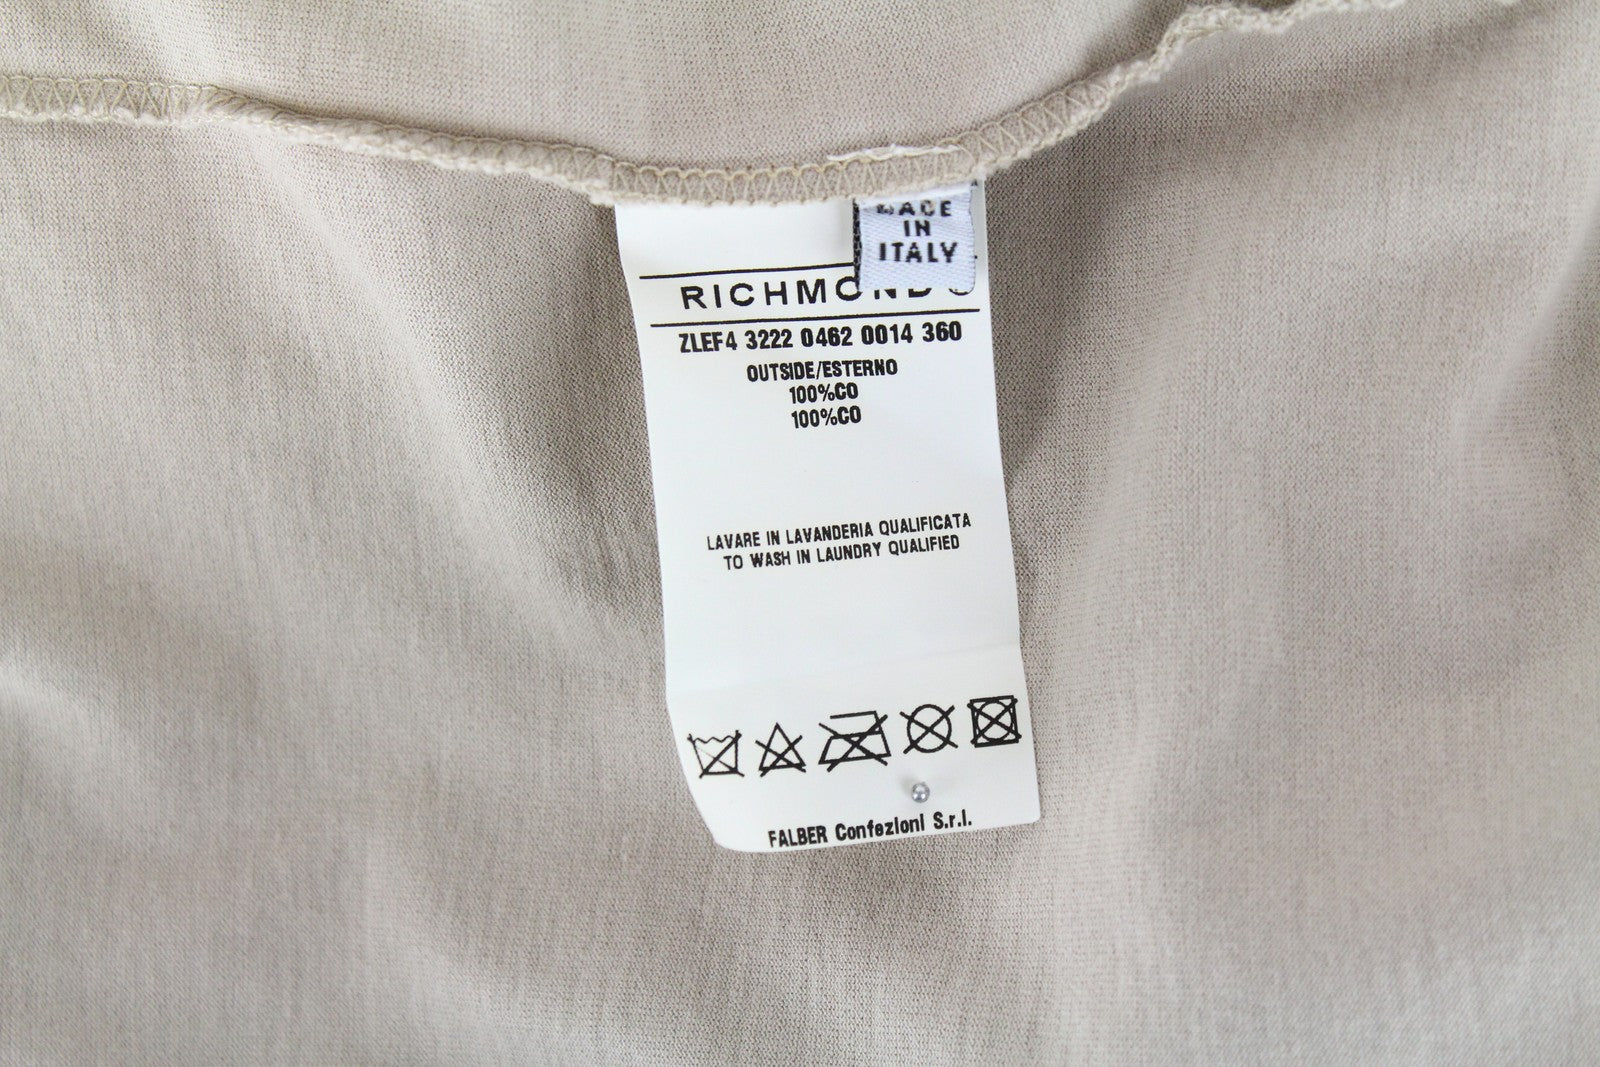 MADE
IN
ITALY
RICHMOND
ZLEF4 3222 0462 0014 360
OUTSIDE/ESTERNO
100%CO
100%CO
LAVARE IN LAVANDERIA QUALIFICATA
TO WASH IN LAUNDRY QUALIFIED
FALBER Confezioni S.r.l.